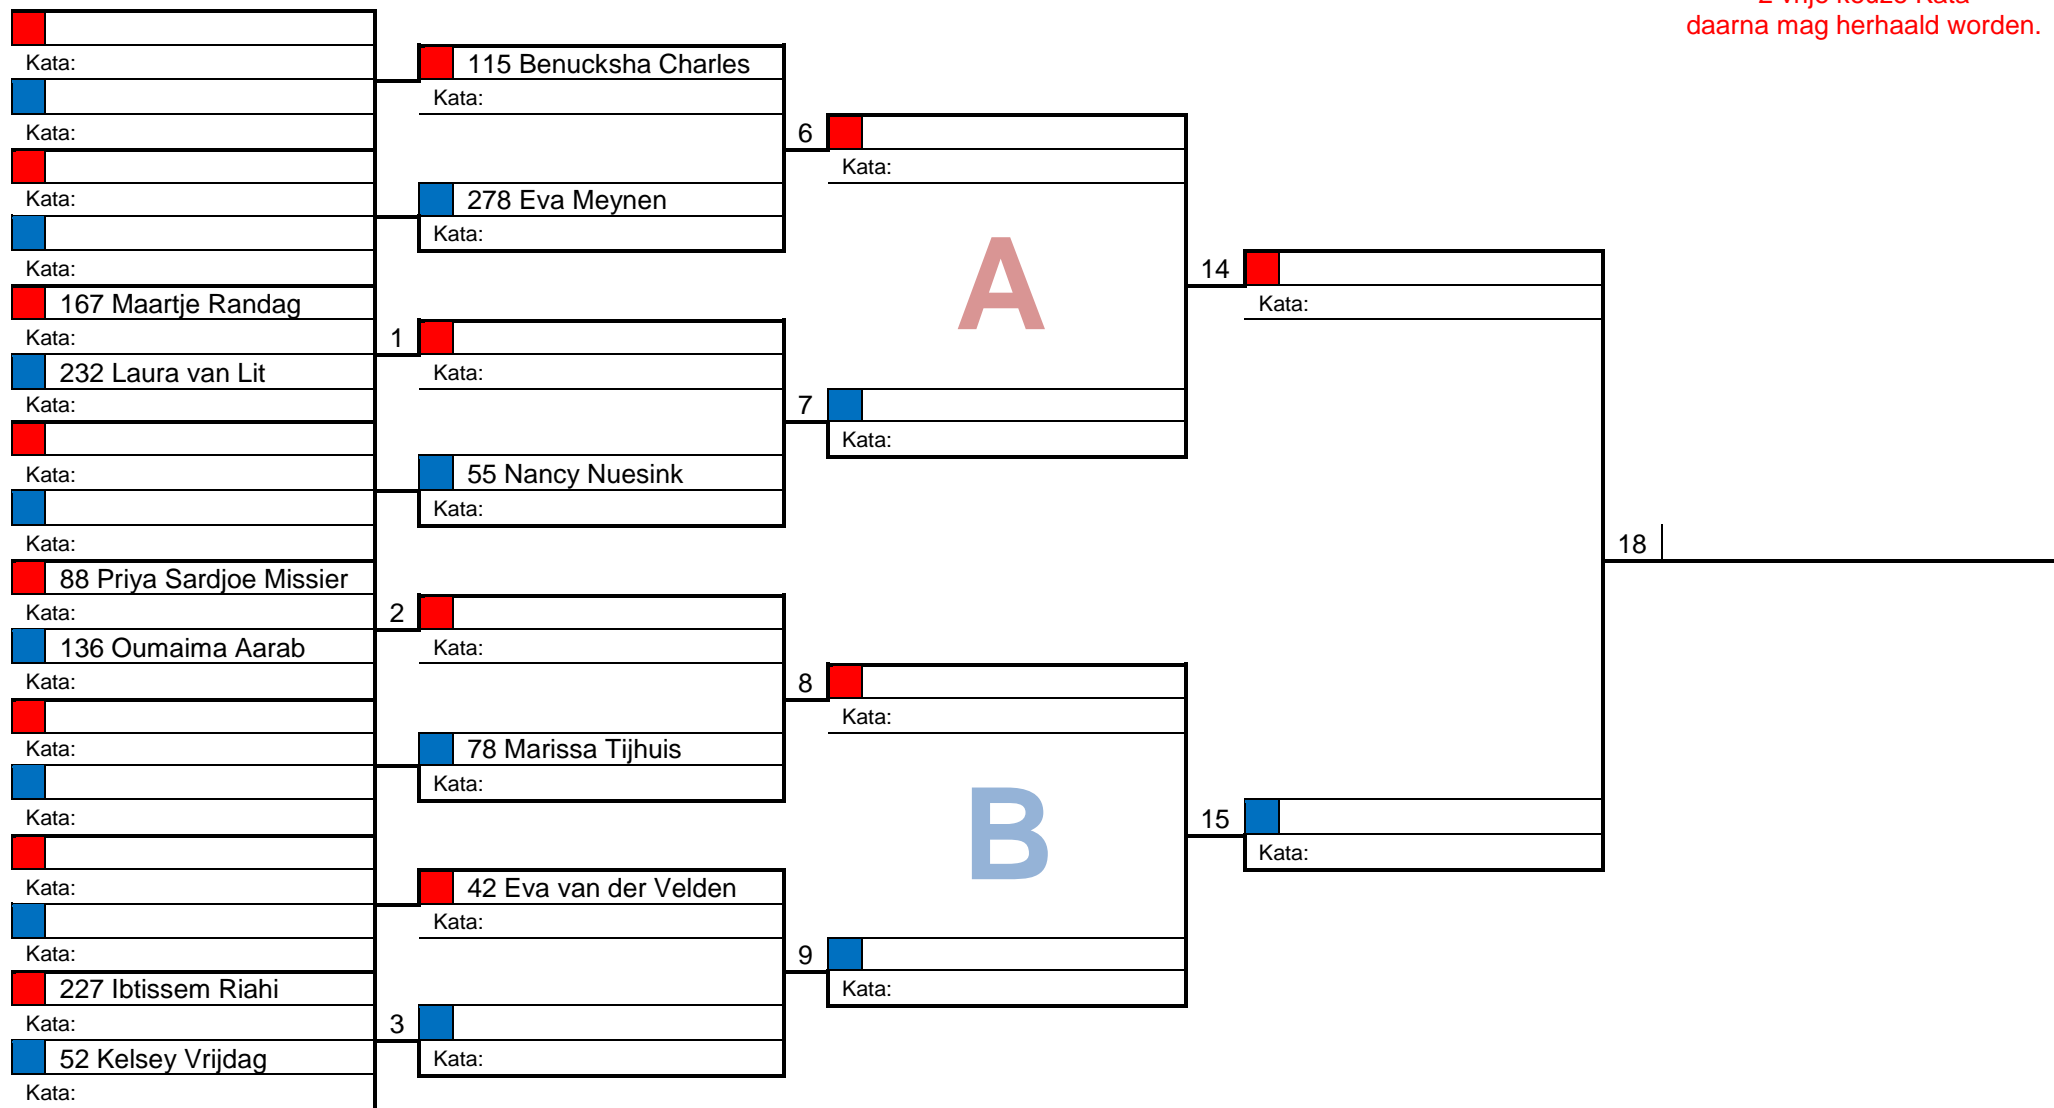 2 vrije keuze Kata
daarna mag herhaald worden.
Kata:
Kata:
Kata:
Kata:
167 Maartje Randag
Kata:
232 Laura van Lit
Kata:
Kata:
Kata:
88 Priya Sardjoe Missier
Kata:
136 Oumaima Aarab
Kata:
Kata:
Kata:
Kata:
Kata:
227 Ibtissem Riahi
Kata:
52 Kelsey Vrijdag
Kata:
115 Benucksha Charles
Kata:
278 Eva Meynen
Kata:
1
Kata:
55 Nancy Nuesink
Kata:
2
Kata:
78 Marissa Tijhuis
Kata:
42 Eva van der Velden
Kata:
3
Kata:
6
Kata:
A
7
Kata:
8
Kata:
B
9
Kata:
14
Kata:
15
Kata:
18